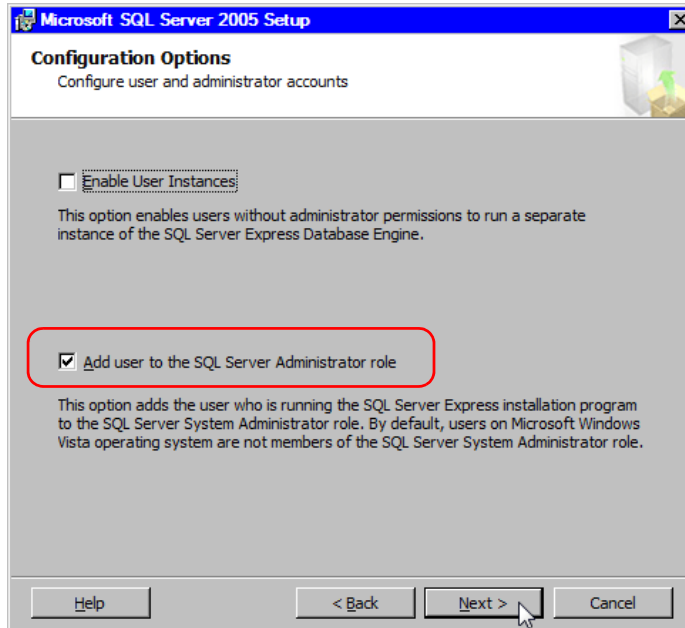 Microsoft SQL Server 2005 Setup
Configuration Options
Configure user and administrator accounts
Enable User Instances
This option enables users without administrator permissions to run a separate
instance of the SQL Server Express Database Engine.
Add user to the SQL Server Administrator role
This option adds the user who is running the SQL Server Express installation program
to the SQL Server System Administrator role. By default, users on Microsoft Windows
Vista operating system are not members of the SQL Server System Administrator role.
Help
< Back
Next >
Cancel